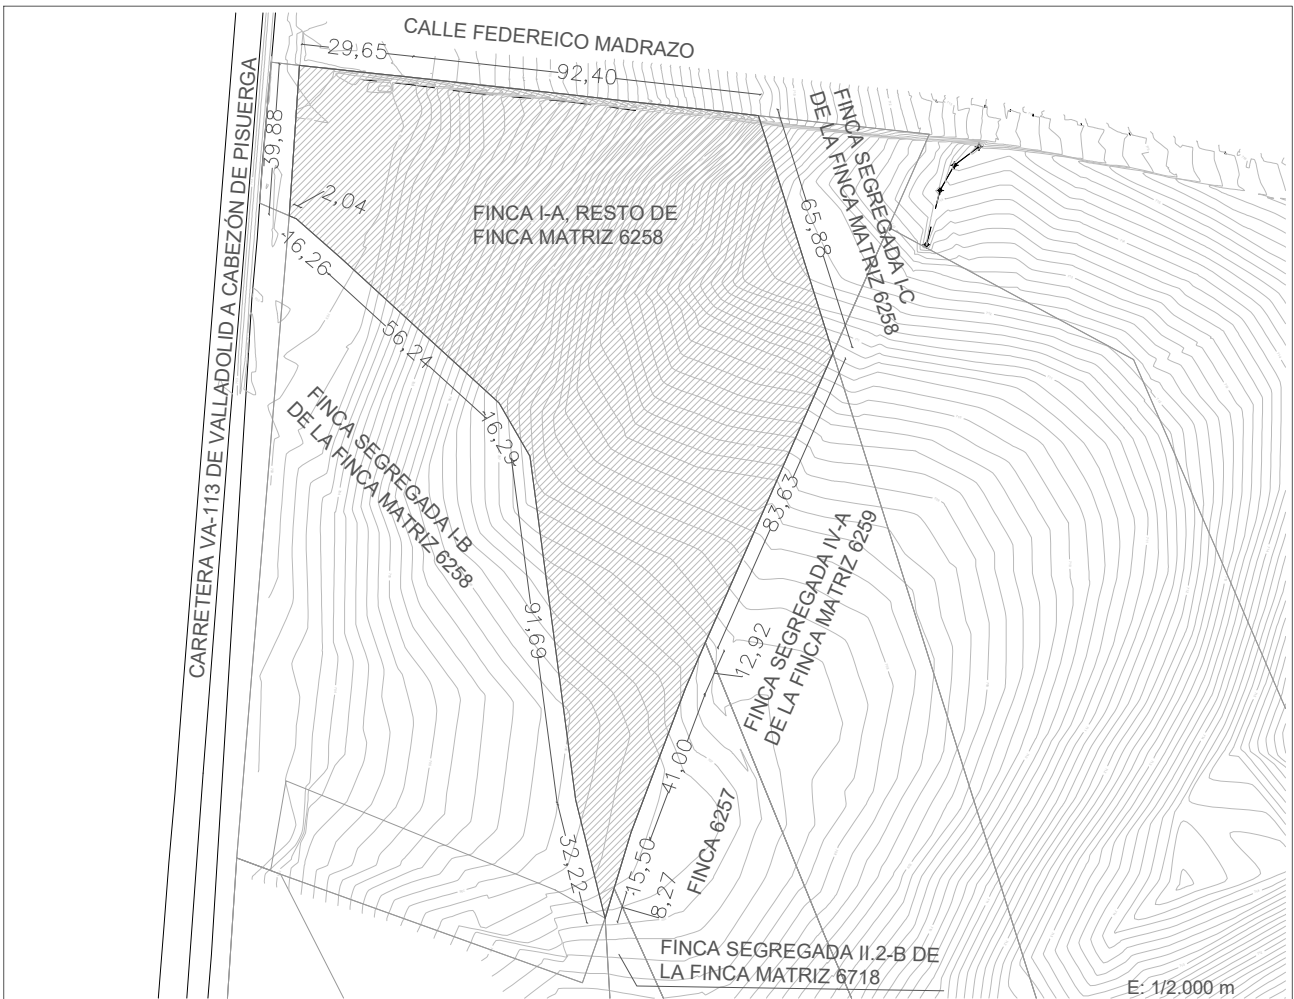 CALLE FEDEREICO MADRAZO
29,65
92,40
39,88
2,04
16,26
56,24
16,29
91,69
32,22
65,88
83,63
12,92
41,00
15,50
8,27
CARRETERA VA-113 DE VALLADOLID A CABEZÓN DE PISUERGA
FINCA I-A, RESTO DE
FINCA MATRIZ 6258
FINCA SEGREGADA I-C
DE LA FINCA MATRIZ 6258
FINCA SEGREGADA I-B
DE LA FINCA MATRIZ 6258
FINCA SEGREGADA IV-A
DE LA FINCA MATRIZ 6259
FINCA 6257
FINCA SEGREGADA II.2-B DE
LA FINCA MATRIZ 6718
E: 1/2.000 m